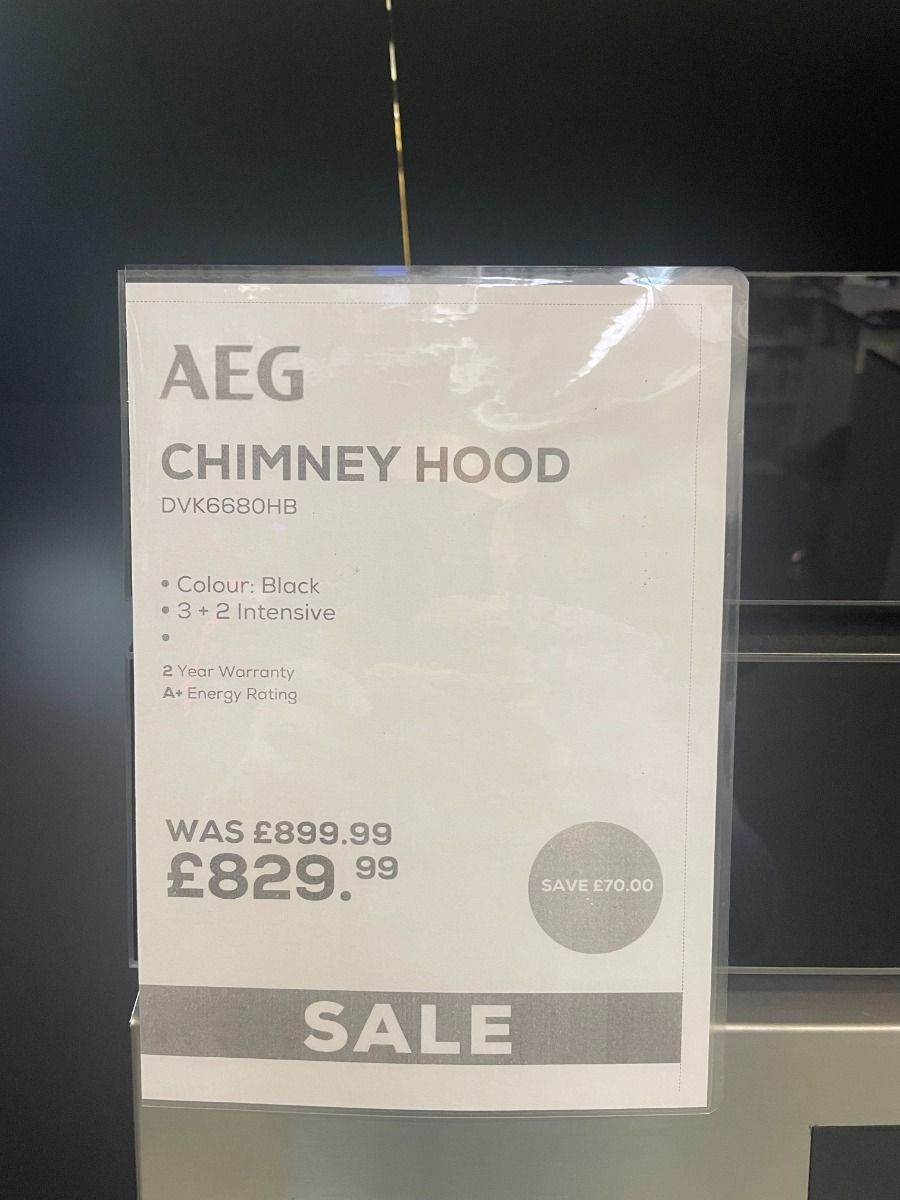 AEG
CHIMNEY HOOD
DVK6680HB
• Colour: Black
• 3 + 2 Intensive
•
2 Year Warranty
A+ Energy Rating
WAS £899.99
£829.99
SAVE £70.00
SALE